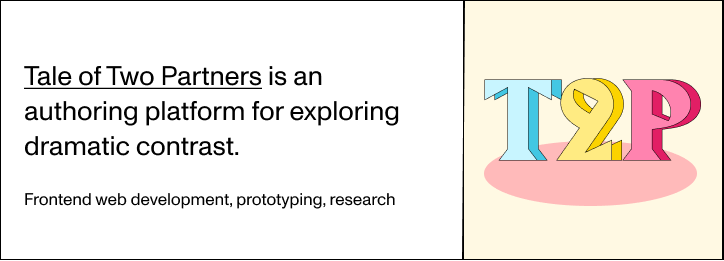 Tale of Two Partners is an
authoring platform for exploring
dramatic contrast.
Frontend web development, prototyping, research
T2P